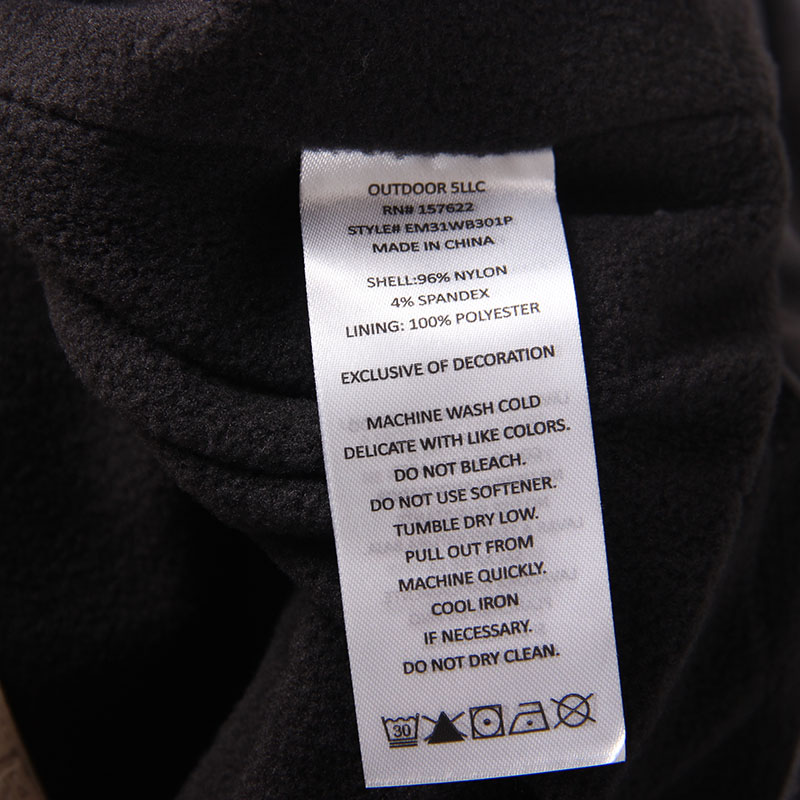 OUTDOOR 5LLC
RN# 157622
STYLE# EM31WB301P
MADE IN CHINA
SHELL:96% NYLON
4% SPANDEX
LINING: 100% POLYESTER
EXCLUSIVE OF DECORATION
MACHINE WASH COLD
DELICATE WITH LIKE COLORS.
DO NOT BLEACH.
DO NOT USE SOFTENER.
TUMBLE DRY LOW.
PULL OUT FROM
MACHINE QUICKLY.
COOL IRON
IF NECESSARY.
DO NOT DRY CLEAN.
30